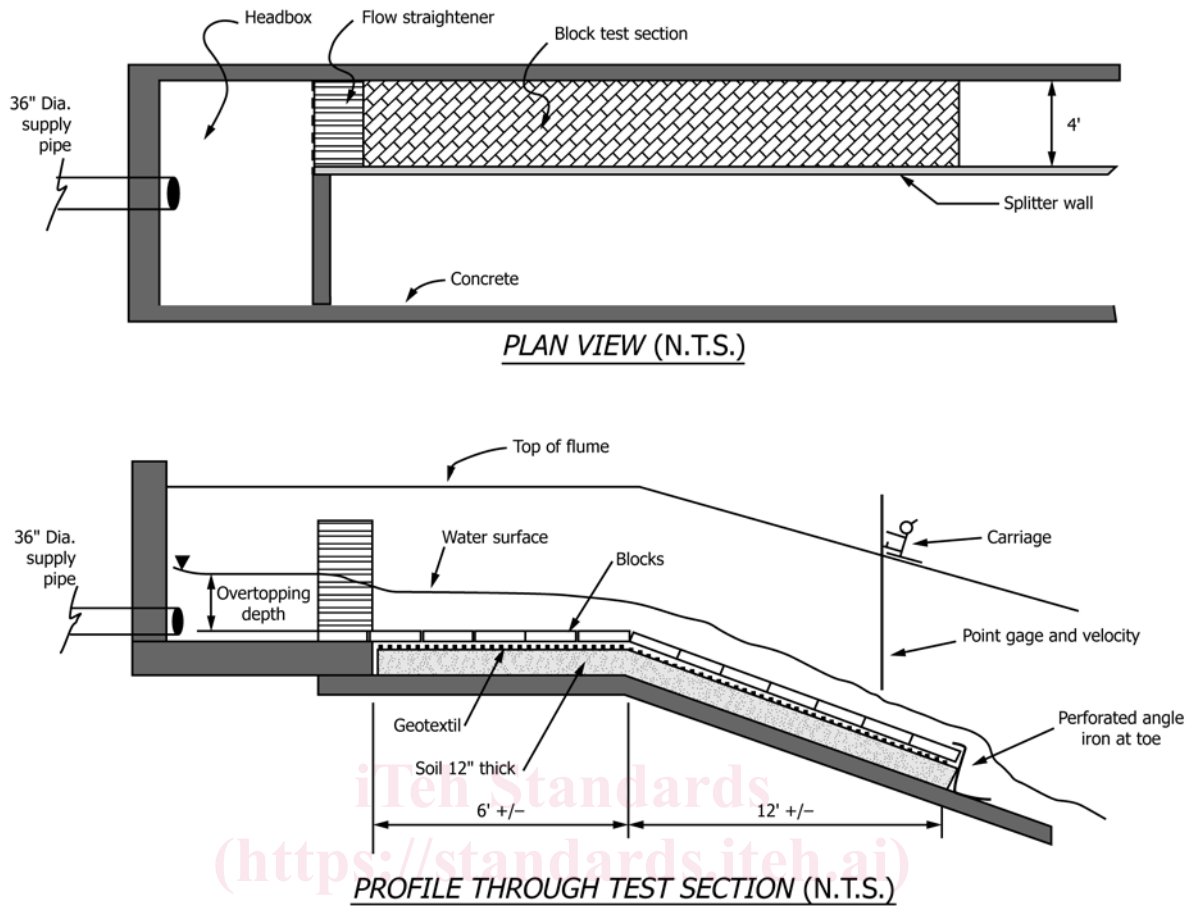 Headbox
Flow straightener
Block test section
36" Dia.
supply
pipe
4'
Splitter wall
Concrete
PLAN VIEW (N.T.S.)
Top of flume
36" Dia.
supply
pipe
Water surface
Blocks
Carriage
Overtopping
depth
Point gage and velocity
Geotextil
Soil 12" thick
Perforated angle
iron at toe
iTeh Standards
6' +/–
12' +/–
(https://standards.iteh.ai)
PROFILE THROUGH TEST SECTION (N.T.S.)